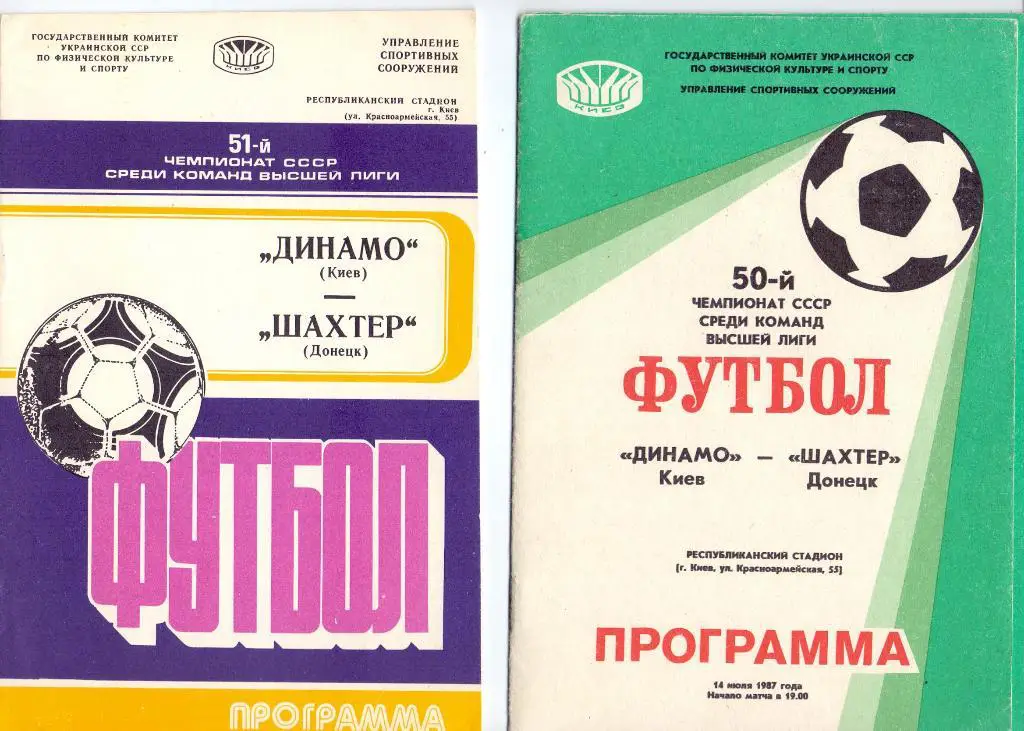 ГОСУДАРСТВЕННЫЙ КОМИТЕТ
УКРАИНСКОЙ ССР
ПО ФИЗИЧЕСКОЙ КУЛЬТУРЕ
И СПОРТУ
КИЕВ
УПРАВЛЕНИЕ
СПОРТИВНЫХ
СООРУЖЕНИЙ
РЕСПУБЛИКАНСКИЙ СТАДИОН
г. Киев
(ул. Красноармейская, 55)
51-й
ЧЕМПИОНАТ СССР
СРЕДИ КОМАНД ВЫСШЕЙ ЛИГИ
„ДИНАМО“
(Киев)
—
„ШАХТЕР“
(Донецк)
ФУТБОЛ
ПРОГРАММА
КИЕВ
ГОСУДАРСТВЕННЫЙ КОМИТЕТ УКРАИНСКОЙ ССР
ПО ФИЗИЧЕСКОЙ КУЛЬТУРЕ И СПОРТУ
УПРАВЛЕНИЕ СПОРТИВНЫХ СООРУЖЕНИЙ
50-й
ЧЕМПИОНАТ СССР
СРЕДИ КОМАНД
ВЫСШЕЙ ЛИГИ
ФУТБОЛ
«ДИНАМО» — «ШАХТЕР»
Киев Донецк
РЕСПУБЛИКАНСКИЙ СТАДИОН
(г. Киев, ул. Красноармейская, 55)
ПРОГРАММА
14 июля 1987 года
Начало матча в 19.00